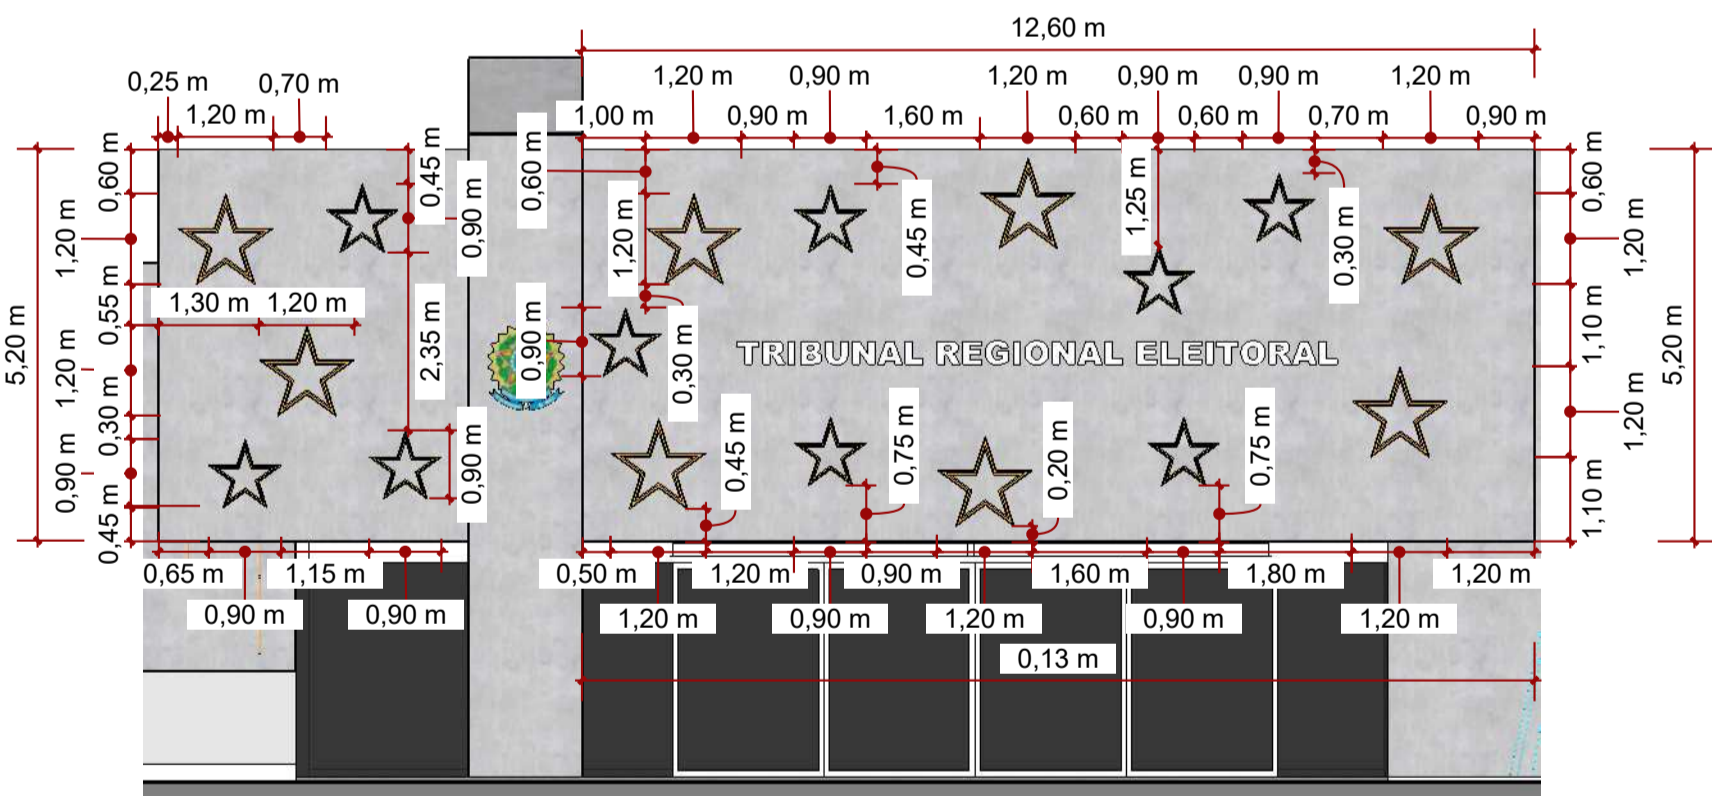 12,60 m
0,25 m 0,70 m 1,20 m 0,90 m 1,20 m 0,90 m 0,90 m 1,20 m
1,20 m 1,00 m 0,90 m 1,60 m 0,60 m 0,60 m 0,70 m 0,90 m
5,20 m
0,60 m
1,20 m
0,55 m
1,20 m
0,30 m
0,90 m
0,45 m
0,45 m
0,90 m
2,35 m
0,90 m
1,30 m 1,20 m
0,60 m
1,20 m
0,90 m
0,30 m
0,45 m
1,25 m
0,30 m
TRIBUNAL REGIONAL ELEITORAL
0,45 m
0,75 m
0,20 m
0,75 m
0,60 m
1,20 m
1,10 m
1,20 m
1,10 m
5,20 m
0,65 m 1,15 m 0,50 m 1,20 m 0,90 m 1,60 m 1,80 m 1,20 m
0,90 m 0,90 m 1,20 m 0,90 m 1,20 m 0,90 m 1,20 m
0,13 m